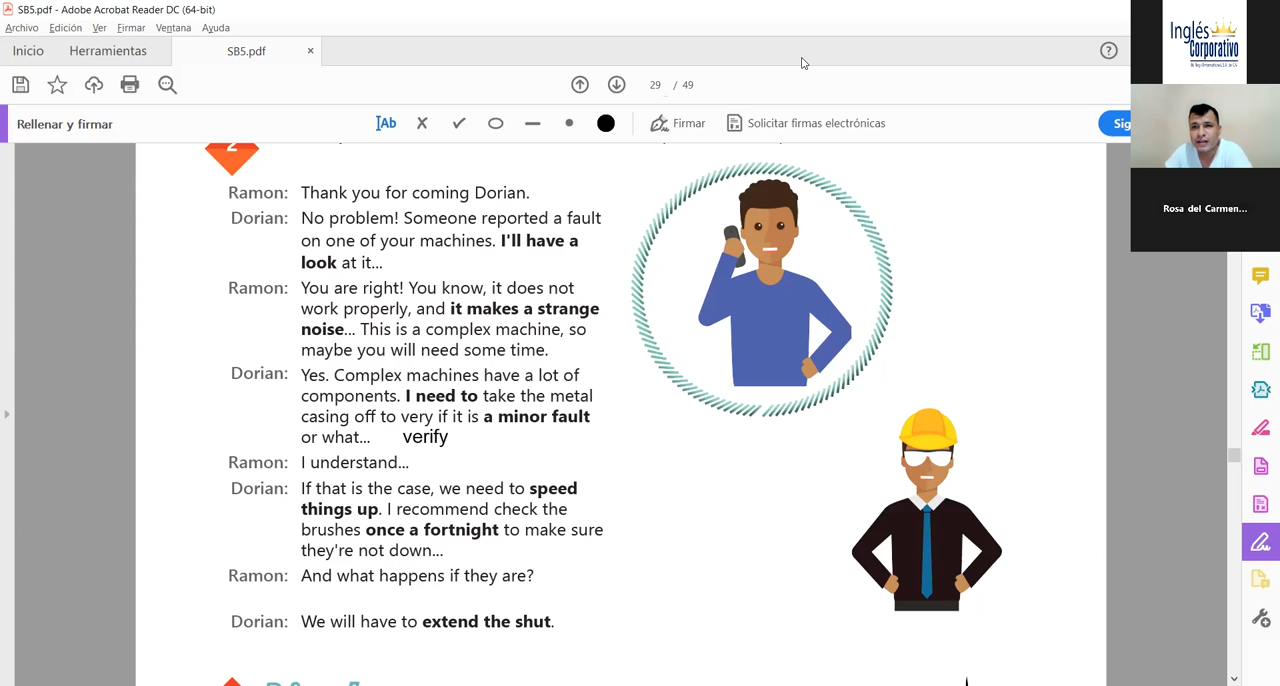 SB5.pdf - Adobe Acrobat Reader DC (64-bit)
Archivo Edición Ver Firmar Ventana Ayuda
Inicio Herramientas SB5.pdf ×
29 / 49
Rellenar y firmar
Ab
Firmar
Solicitar firmas electrónicas
Sig
Inglés
Corporativo
Rosa del Carmen...
2
Ramon: Thank you for coming Dorian.
Dorian: No problem! Someone reported a fault
on one of your machines. I'll have a
look at it...
Ramon: You are right! You know, it does not
work properly, and it makes a strange
noise... This is a complex machine, so
maybe you will need some time.
Dorian: Yes. Complex machines have a lot of
components. I need to take the metal
casing off to very if it is a minor fault
or what... verify
Ramon: I understand...
Dorian: If that is the case, we need to speed
things up. I recommend check the
brushes once a fortnight to make sure
they're not down...
Ramon: And what happens if they are?
Dorian: We will have to extend the shut.